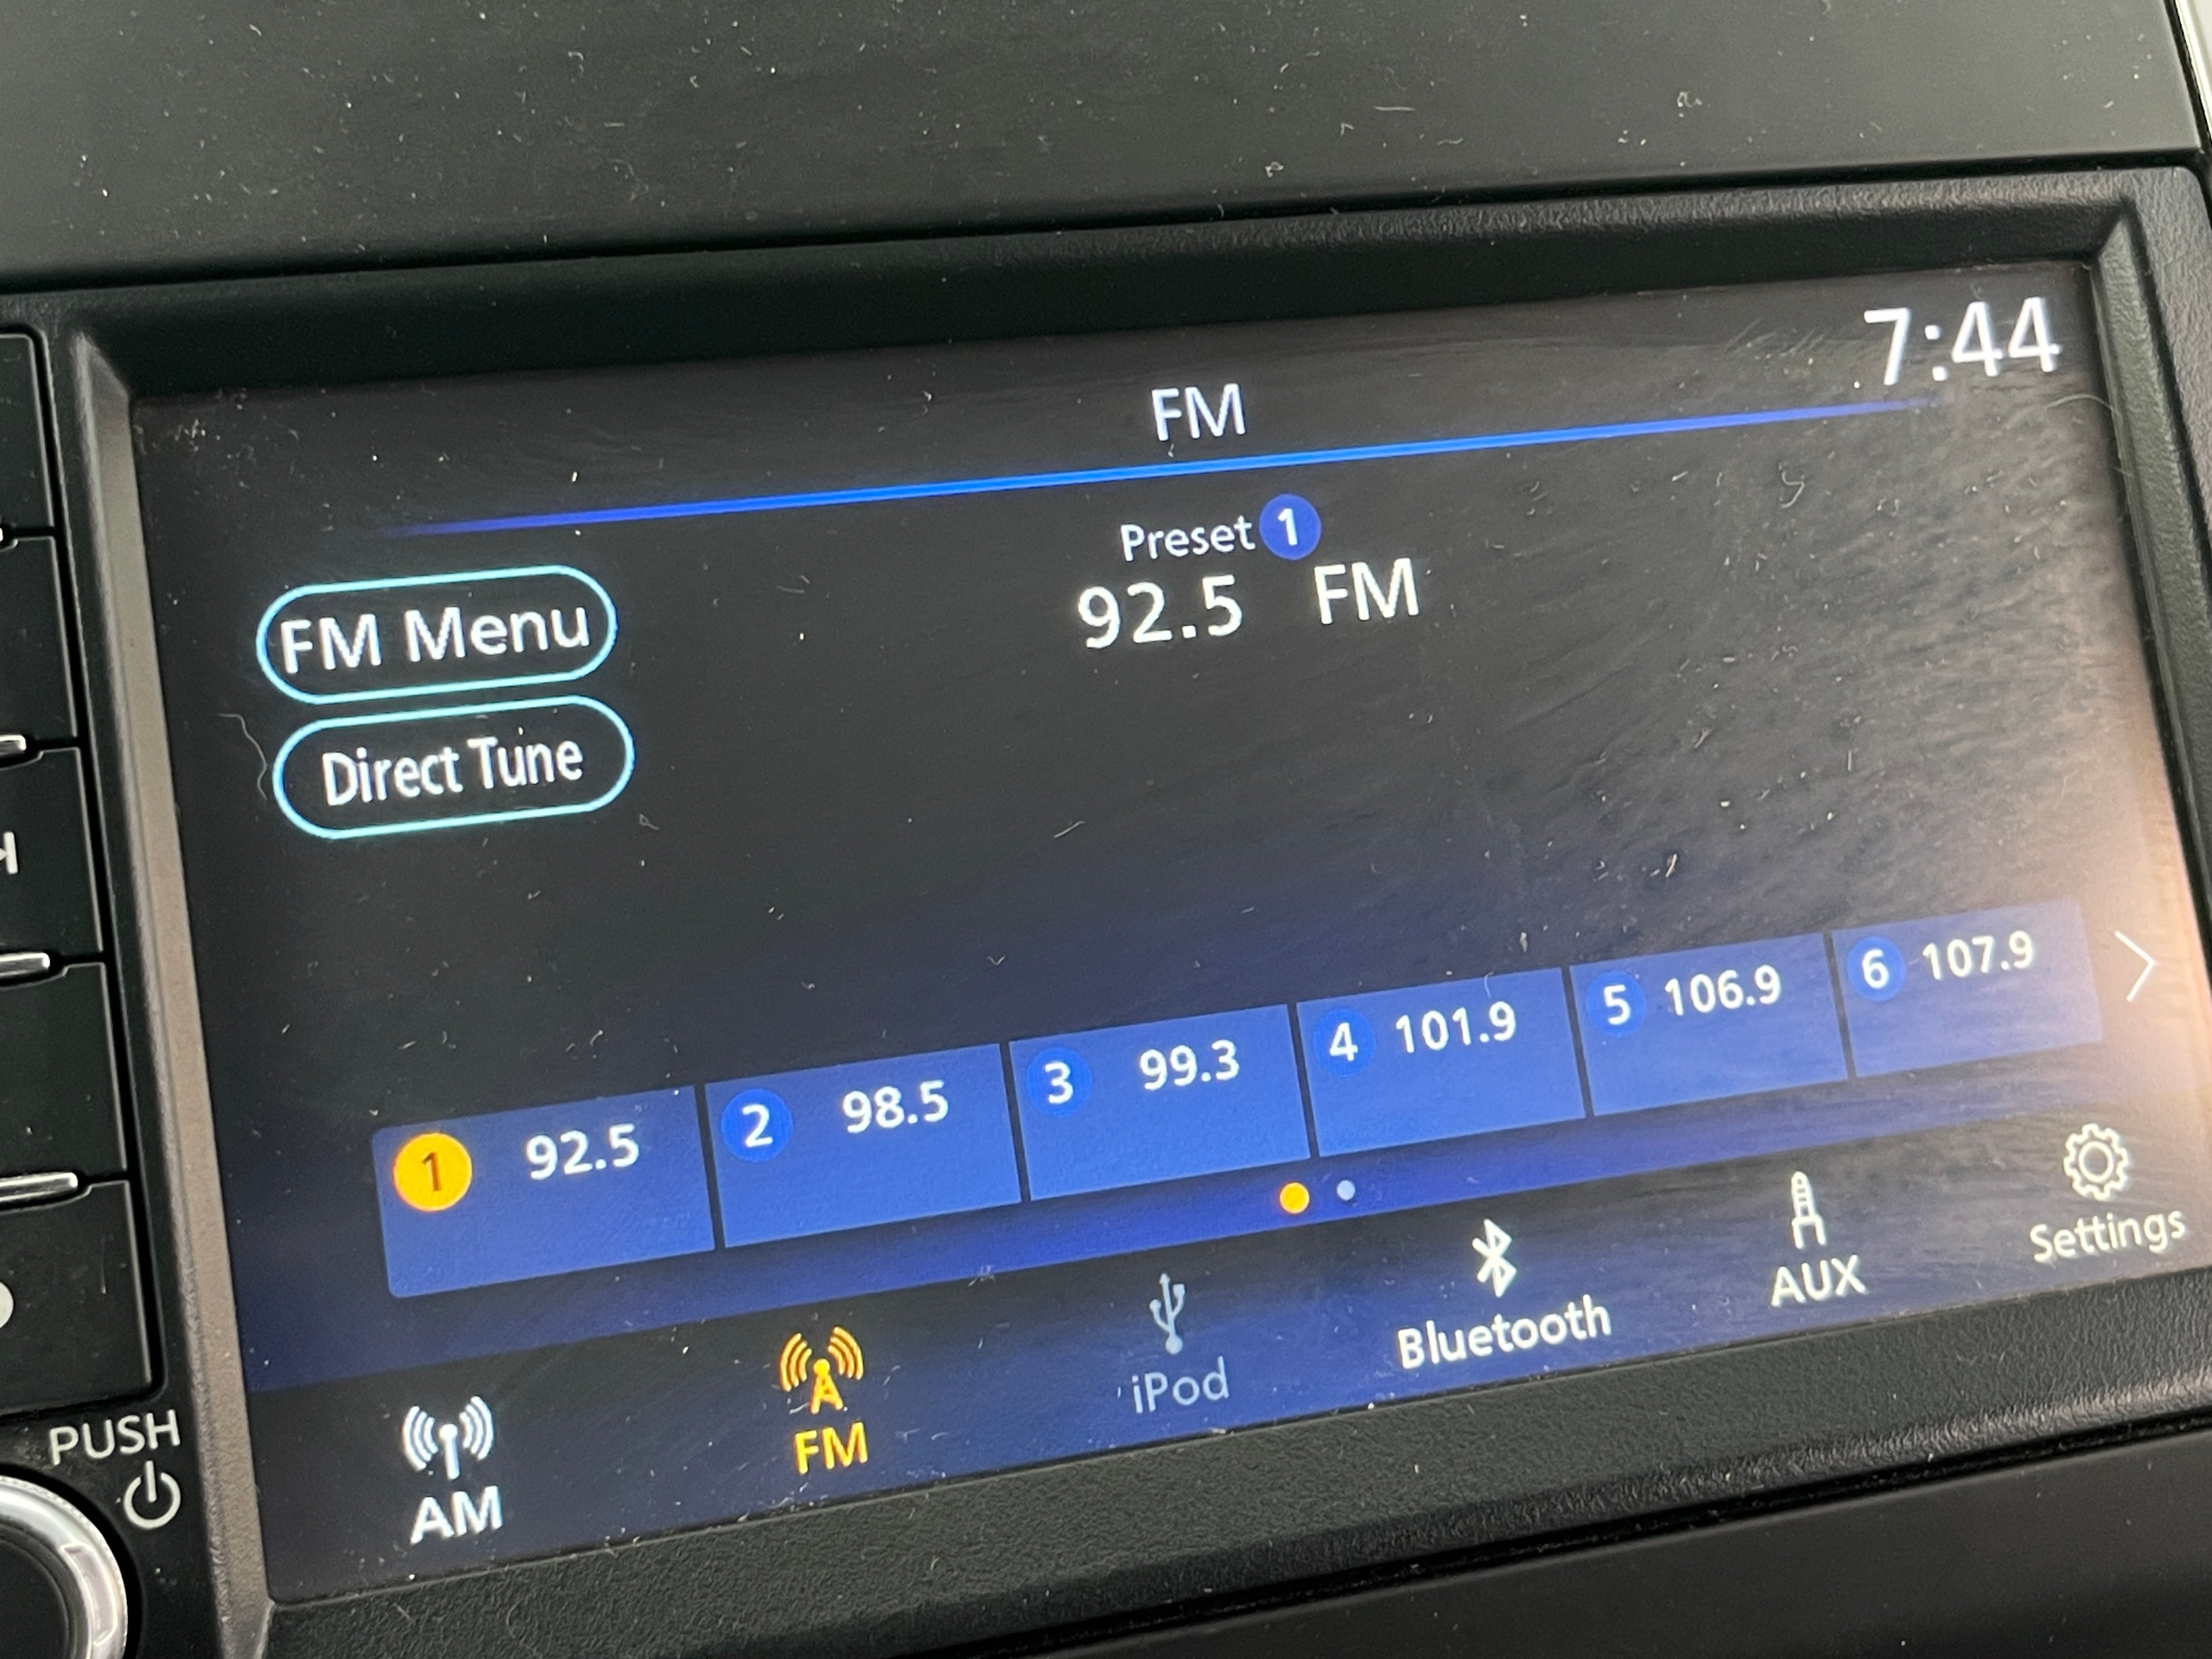 7:44
FM
Preset 1
92.5 FM
FM Menu
Direct Tune
1 92.5
2 98.5
3 99.3
4 101.9
5 106.9
6 107.9
AM
FM
iPod
Bluetooth
AUX
Settings
PUSH